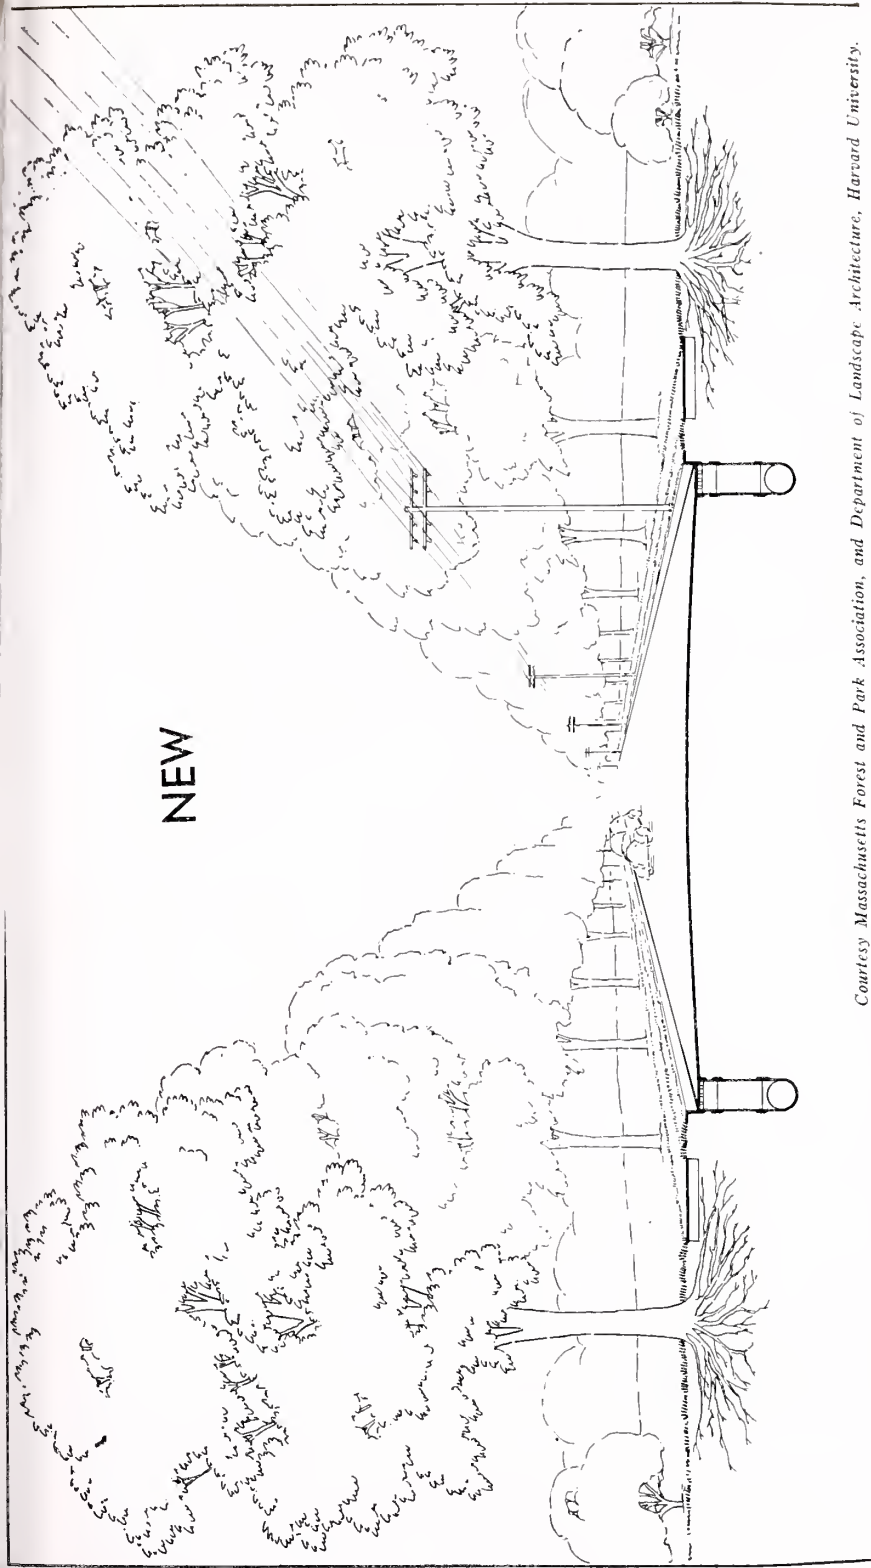 NEW
Courtesy Massachusetts Forest and Park Association, and Department of Landscape Architecture, Harvard University.